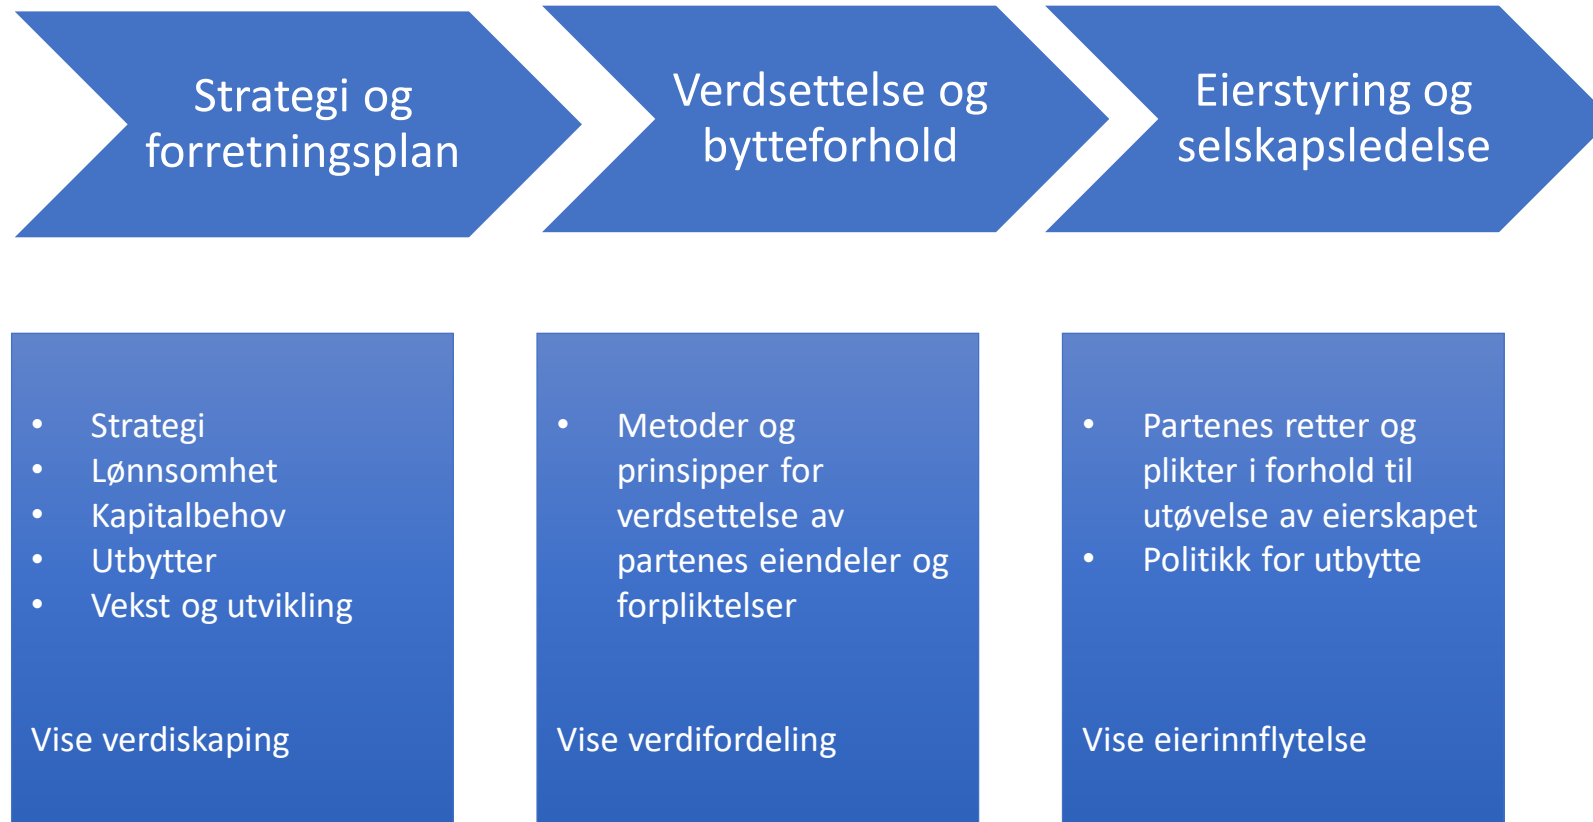 Strategi og
forretningsplan
Verdsettelse og
bytteforhold
Eierstyring og
selskapsledelse
• Strategi
• Lønnsomhet
• Kapitalbehov
• Utbytter
• Vekst og utvikling
Vise verdiskaping
• Metoder og
prinsipper for
verdsettelse av
partenes eiendeler og
forpliktelser
Vise verdifordeling
• Partenes retter og
plikter i forhold til
utøvelse av eierskapet
• Politikk for utbytte
Vise eierinnflytelse